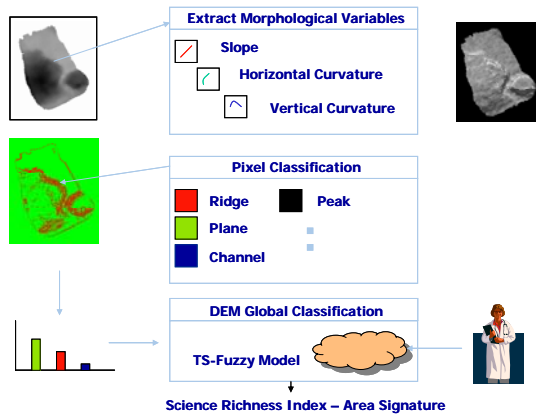 Extract Morphological Variables
Slope
Horizontal Curvature
Vertical Curvature
Pixel Classification
Ridge
Peak
Plane
Channel
DEM Global Classification
TS-Fuzzy Model
Science Richness Index – Area Signature